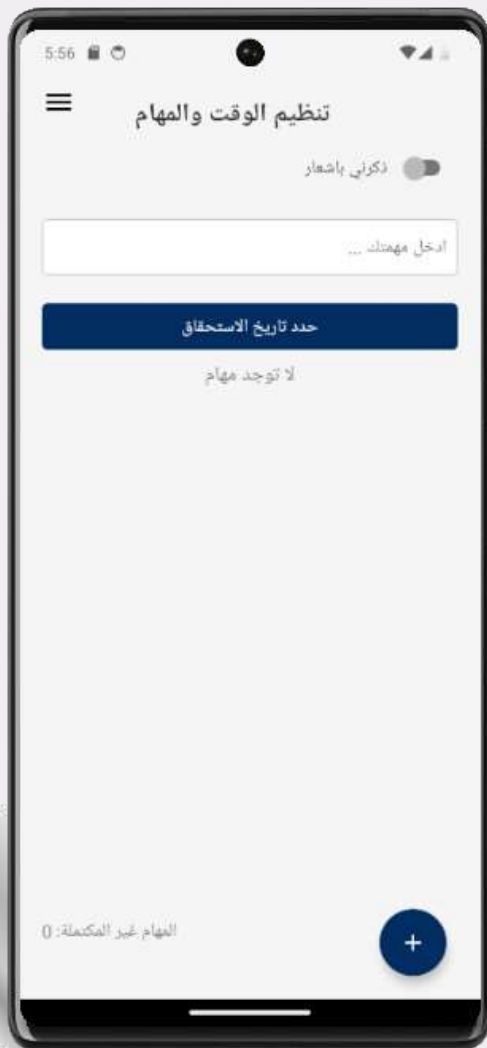 5:56
تنظيم الوقت والمهام
ذكرني باشعار
ادخل مهمتك ...
حدد تاريخ الاستحقاق
لا توجد مهام
المهام غير المكتملة: 0
+